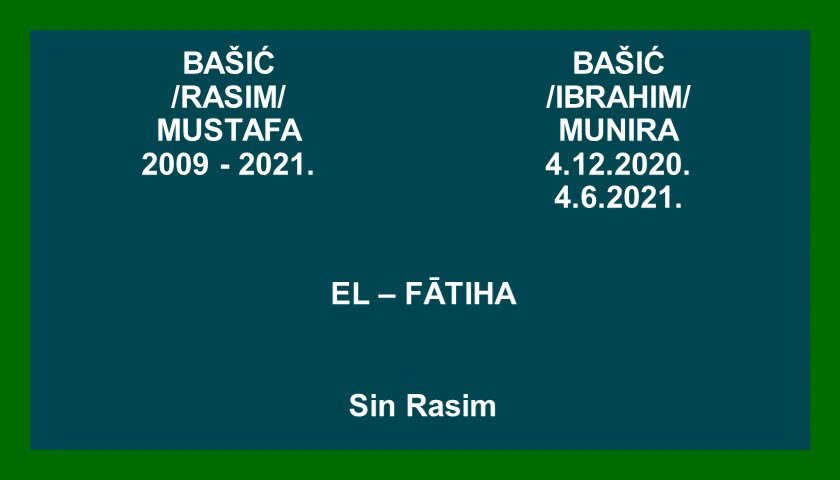 BAŠIĆ
/RASIM/
MUSTAFA
2009 - 2021.
BAŠIĆ
/IBRAHIM/
MUNIRA
4.12.2020.
4.6.2021.
EL – FĀTIHA
Sin Rasim